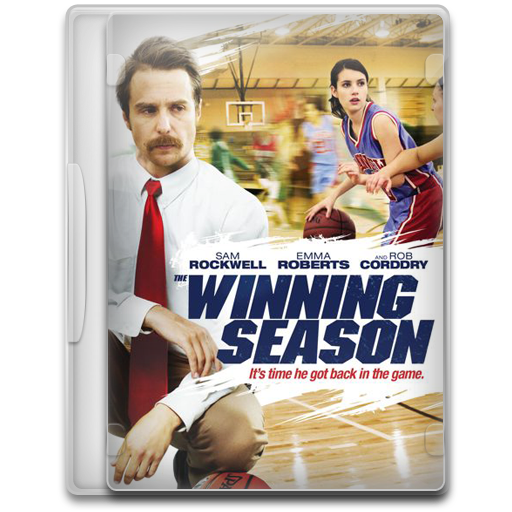 SAM ROCKWELL EMMA ROBERTS AND ROB CORDDRY
THE WINNING
SEASON
It's time he got back in the game.